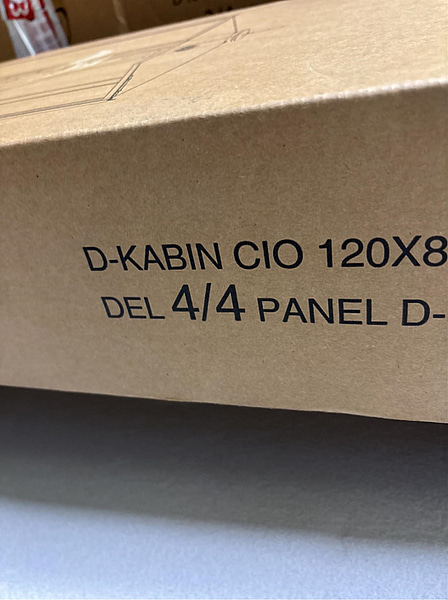 D-KABIN CIO 120X8
DEL 4/4 PANEL D-